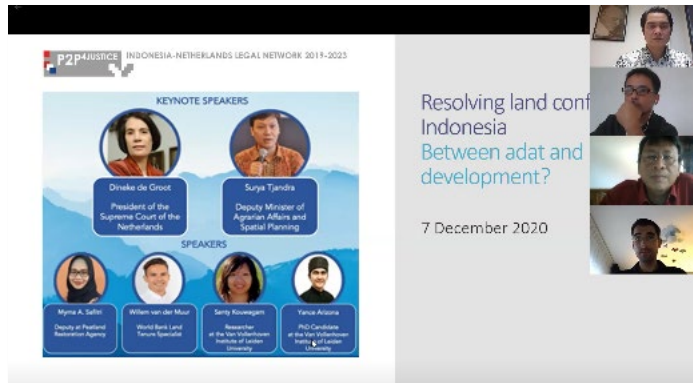 P2P4JUSTICE INDONESIA-NETHERLANDS LEGAL NETWORK 2019-2023
KEYNOTE SPEAKERS
Dineke de Groot
President of the
Supreme Court of the
Netherlands
Surya Tjandra
Deputy Minister of
Agrarian Affairs and
Spatial Planning
SPEAKERS
Myrna A. Safitri
Deputy at Peatland
Restoration Agency
Willem van der Muur
World Bank Land
Tenure Specialist
Santy Kouwagam
Researcher
at the Van Vollenhoven
Institute of Leiden
University
Yance Arizona
PhD Candidate
at the Van Vollenhoven
Institute of Leiden
University
Resolving land conf
Indonesia
Between adat and
development?
7 December 2020